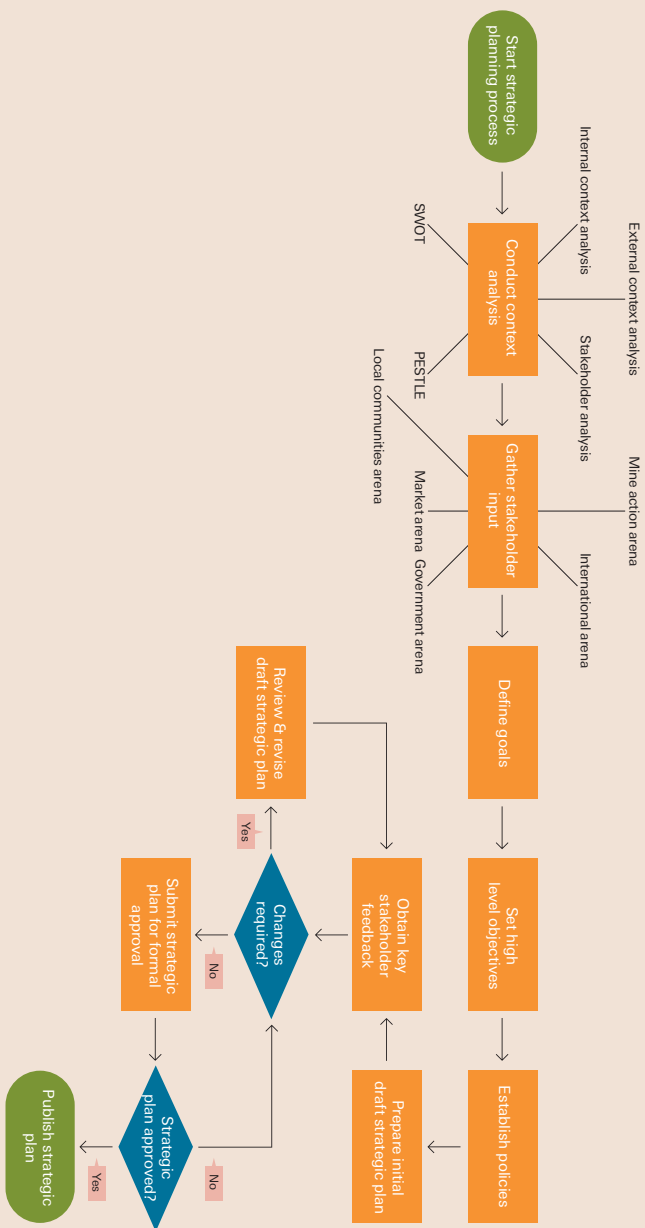 External context analysis
Mine action arena
Internal context analysis
Stakeholder analysis
International arena
Start strategic
planning process
Conduct context
analysis
Gather stakeholder
input
Define goals
Set high
level objectives
Establish policies
SWOT
PESTLE
Market arena
Government arena
Local communities arena
Obtain key
stakeholder
feedback
Prepare initial
draft strategic plan
Review & revise
draft strategic plan
Yes
Changes
required?
No
Submit strategic
plan for formal
approval
Strategic
plan approved?
No
Yes
Publish strategic
plan